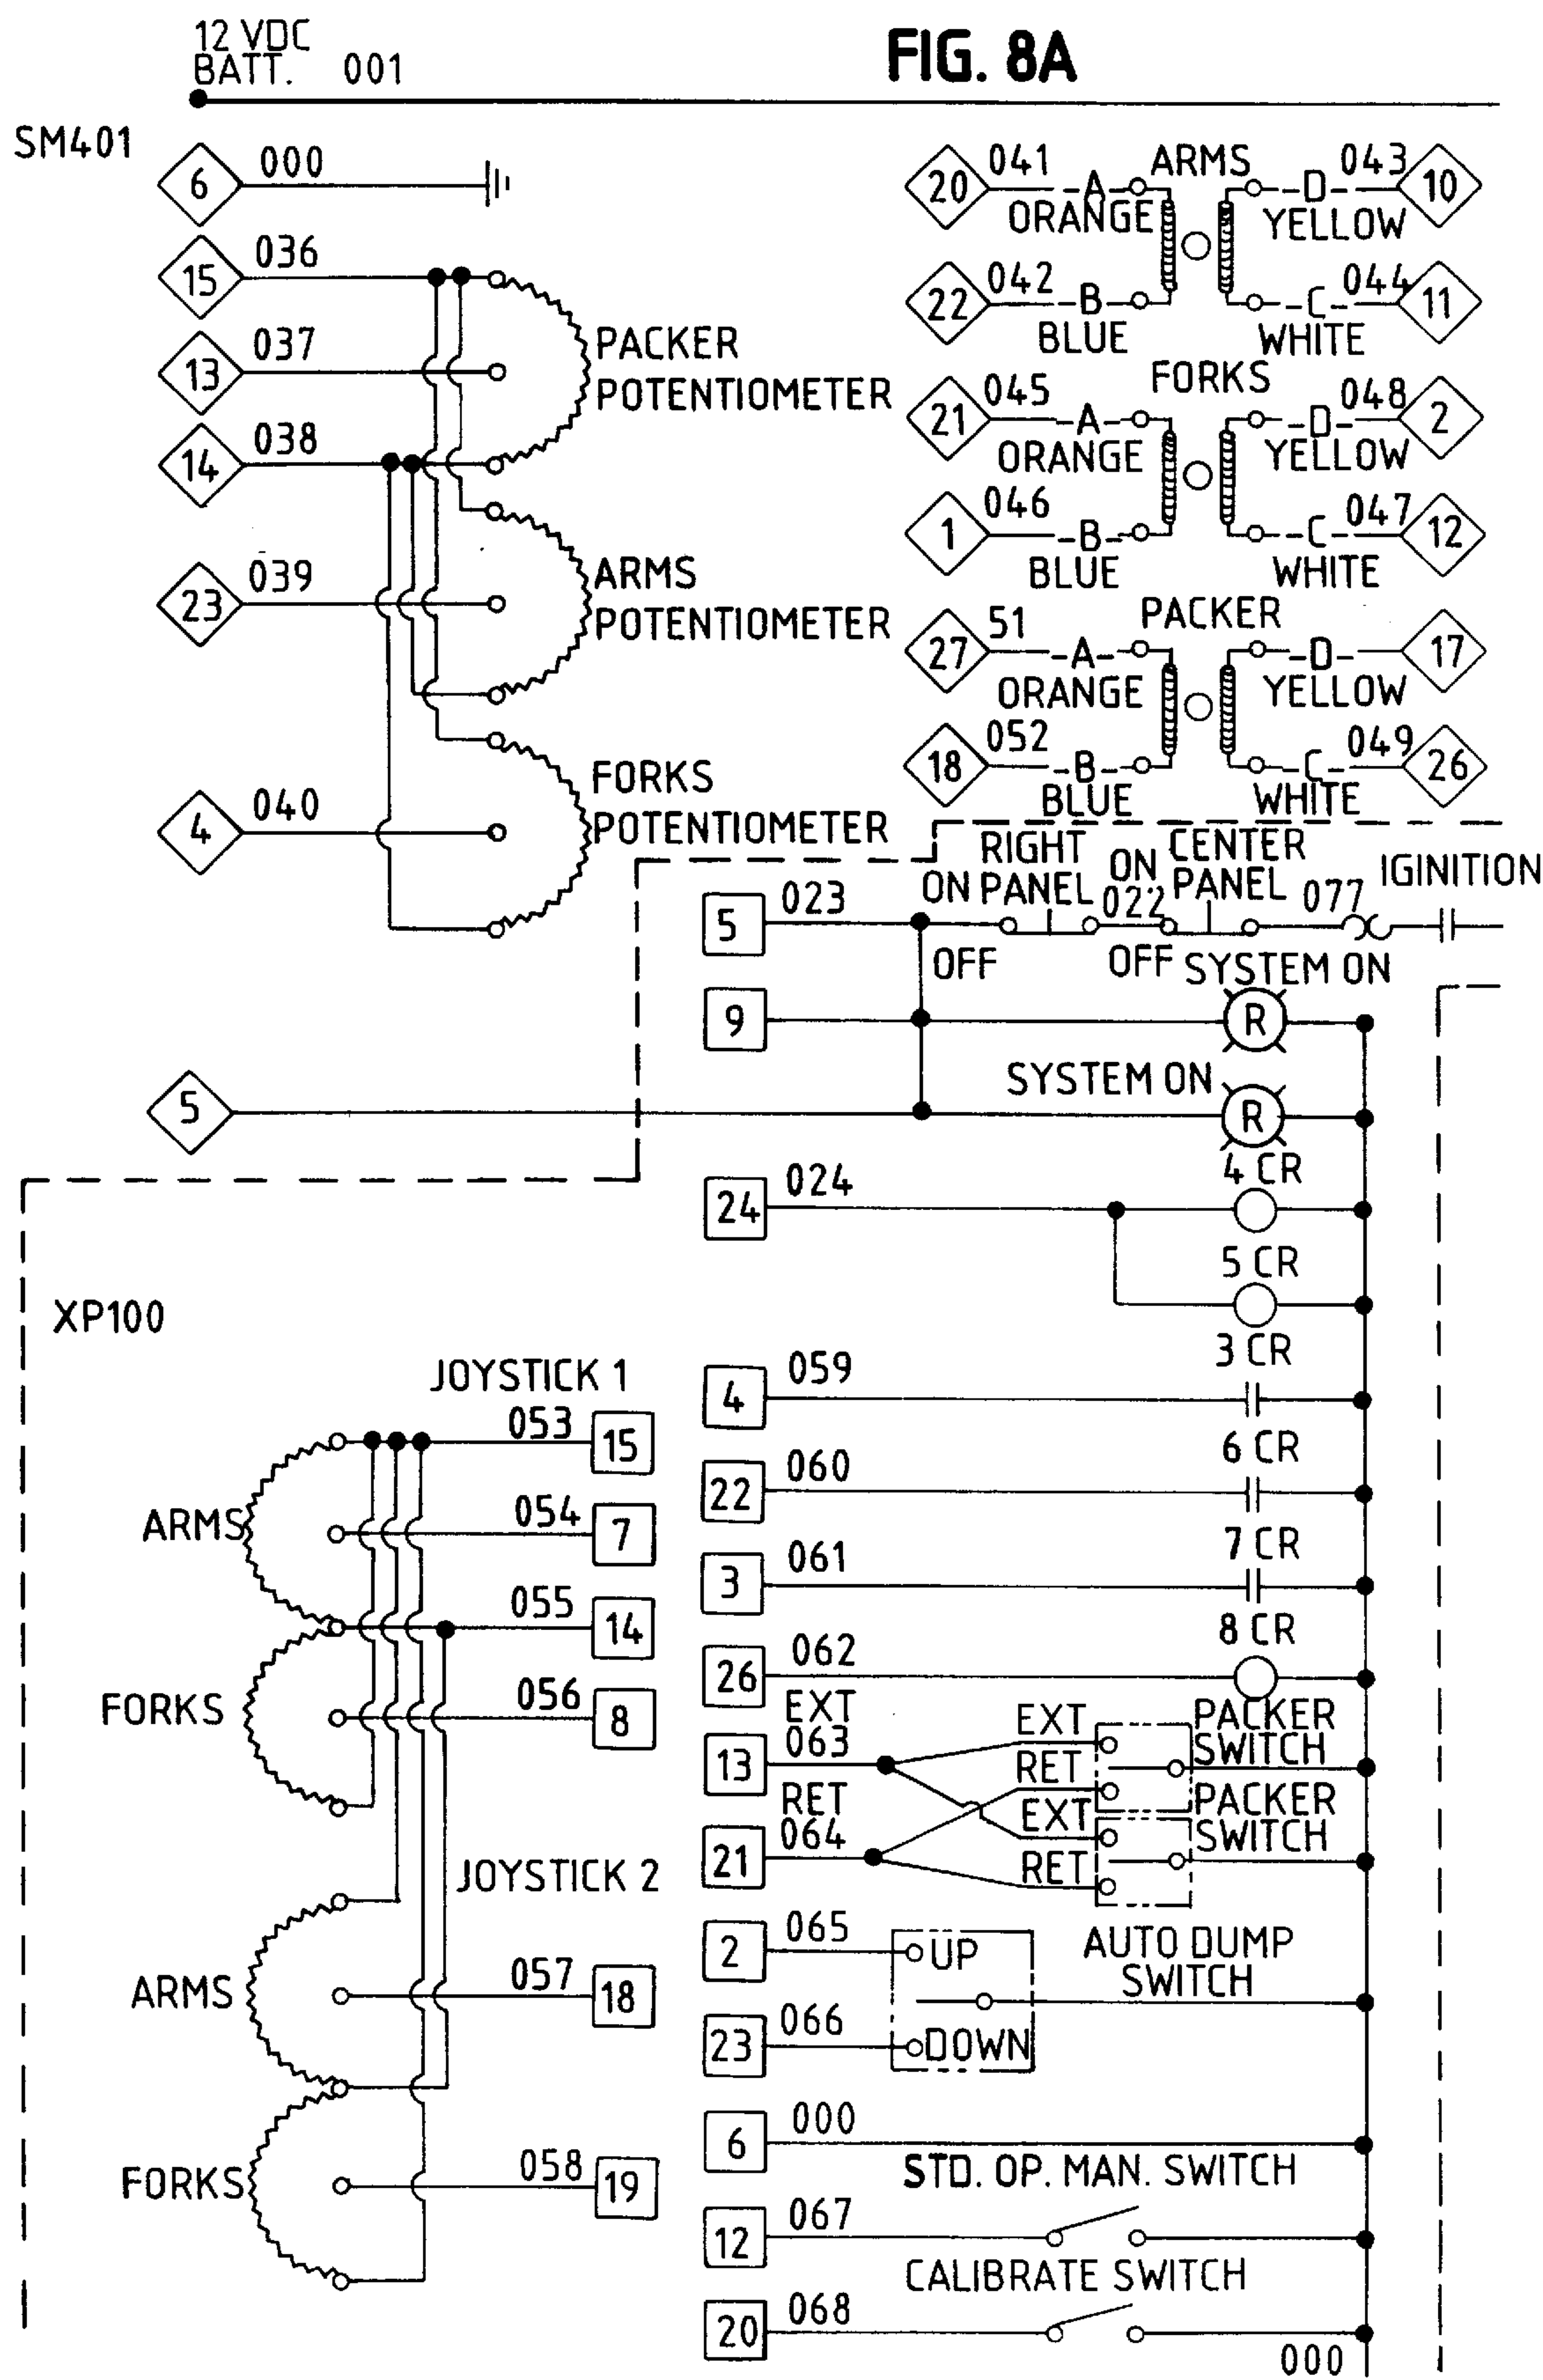 12 VDC
BATT. 001
FIG. 8A
SM401
6 000
15 036
13 037
PACKER
POTENTIOMETER
14 038
23 039
ARMS
POTENTIOMETER
4 040
FORKS
POTENTIOMETER
ARMS
20 041 A D 043 10
ORANGE YELLOW
22 042 B C 044 11
BLUE WHITE
FORKS
21 045 A D 048 2
ORANGE YELLOW
1 046 B C 047 12
BLUE WHITE
PACKER
27 51 A D 17
ORANGE YELLOW
18 052 B C 049 26
BLUE WHITE
RIGHT ON CENTER
ON PANEL PANEL IGINITION
5 023 022 077
OFF OFF SYSTEM ON
9 R
SYSTEM ON
5 R
4 CR
24 024
5 CR
XP100
3 CR
4 059
6 CR
22 060
7 CR
3 061
8 CR
26 062
EXT EXT PACKER
13 063 SWITCH
RET RET PACKER
EXT SWITCH
21 064
RET
2 065 UP AUTO DUMP
SWITCH
23 066 DOWN
6 000
STD. OP. MAN. SWITCH
12 067
CALIBRATE SWITCH
20 068
000
JOYSTICK 1
053 15
ARMS 054 7
055 14
FORKS 056 8
JOYSTICK 2
ARMS 057 18
FORKS 058 19